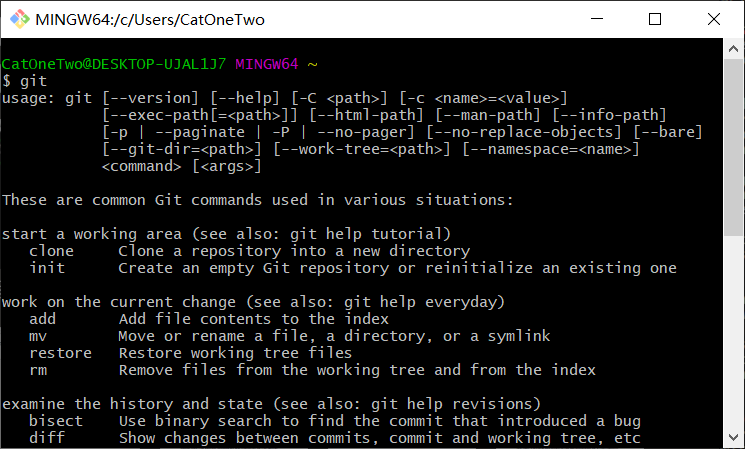 MINGW64:/c/Users/CatOneTwo
CatOneTwo@DESKTOP-UJAL1J7 MINGW64 ~
$ git
usage: git [--version] [--help] [-C <path>] [-c <name>=<value>]
           [--exec-path[=<path>]] [--html-path] [--man-path] [--info-path]
           [-p | --paginate | -P | --no-pager] [--no-replace-objects] [--bare]
           [--git-dir=<path>] [--work-tree=<path>] [--namespace=<name>]
           <command> [<args>]
These are common Git commands used in various situations:
start a working area (see also: git help tutorial)
   clone     Clone a repository into a new directory
   init      Create an empty Git repository or reinitialize an existing one
work on the current change (see also: git help everyday)
   add       Add file contents to the index
   mv        Move or rename a file, a directory, or a symlink
   restore   Restore working tree files
   rm        Remove files from the working tree and from the index
examine the history and state (see also: git help revisions)
   bisect    Use binary search to find the commit that introduced a bug
   diff      Show changes between commits, commit and working tree, etc